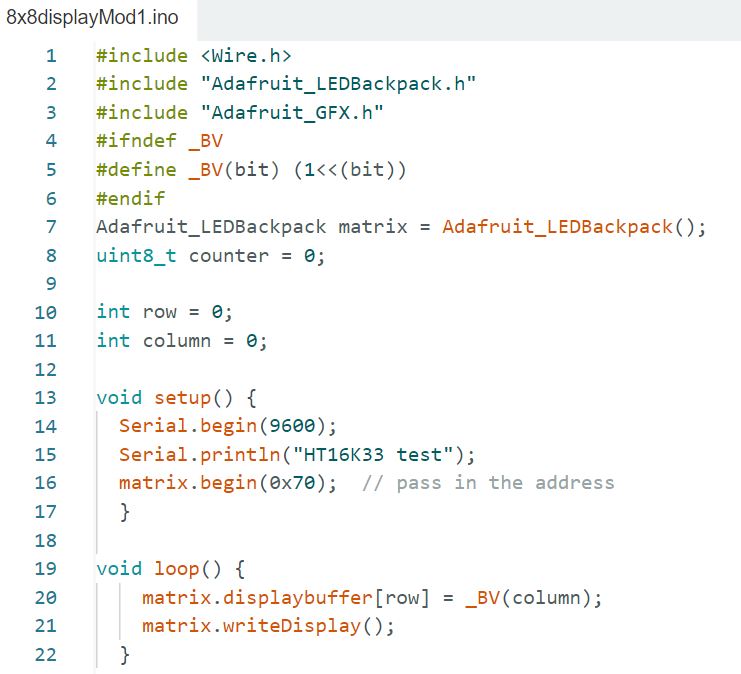 8x8displayMod1.ino
1 #include <Wire.h>
2 #include "Adafruit_LEDBackpack.h"
3 #include "Adafruit_GFX.h"
4 #ifndef _BV
5 #define _BV(bit) (1<<(bit))
6 #endif
7 Adafruit_LEDBackpack matrix = Adafruit_LEDBackpack();
8 uint8_t counter = 0;
9
10 int row = 0;
11 int column = 0;
12
13 void setup() {
14   Serial.begin(9600);
15   Serial.println("HT16K33 test");
16   matrix.begin(0x70);  // pass in the address
17   }
18
19 void loop() {
20     matrix.displaybuffer[row] = _BV(column);
21     matrix.writeDisplay();
22   }